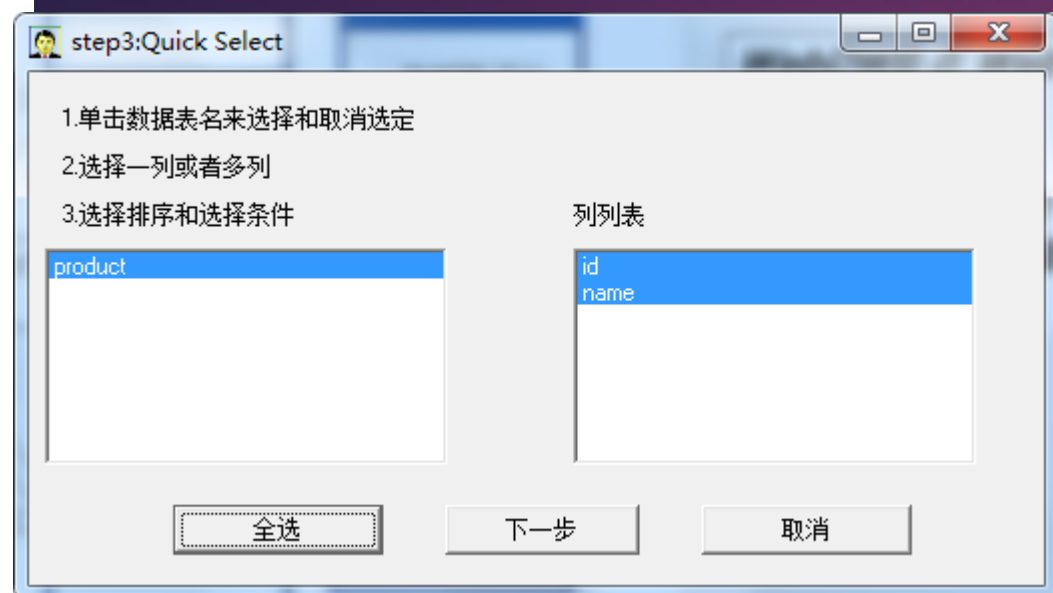 step3:Quick Select
1.单击数据表名来选择和取消选定
2.选择一列或者多列
3.选择排序和选择条件
列列表
product
id
name
全选
下一步
取消